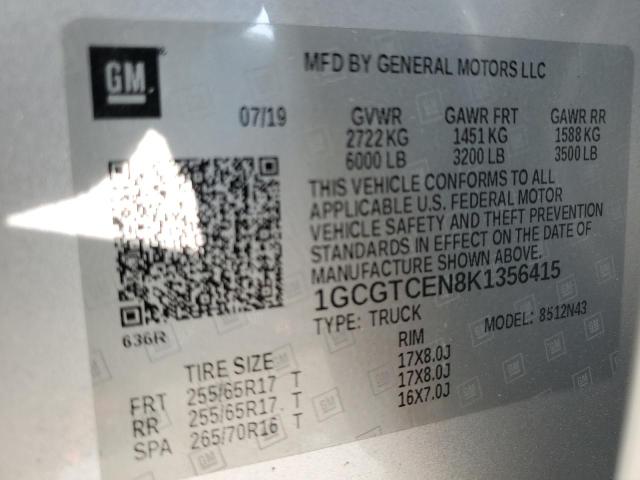 GM
MFD BY GENERAL MOTORS LLC
07/19 GVWR GAWR FRT GAWR RR
2722 KG 1451 KG 1588 KG
6000 LB 3200 LB 3500 LB
THIS VEHICLE CONFORMS TO ALL
APPLICABLE U.S. FEDERAL MOTOR
VEHICLE SAFETY AND THEFT PREVENTION
STANDARDS IN EFFECT ON THE DATE OF
MANUFACTURE SHOWN ABOVE.
1GCGTCEN8K1356415
TYPE: TRUCK MODEL: 8512N43
636R
TIRE SIZE RIM
FRT 255/65R17 T 17X8.0J
RR 255/65R17 T 17X8.0J
SPA 265/70R16 T 16X7.0J